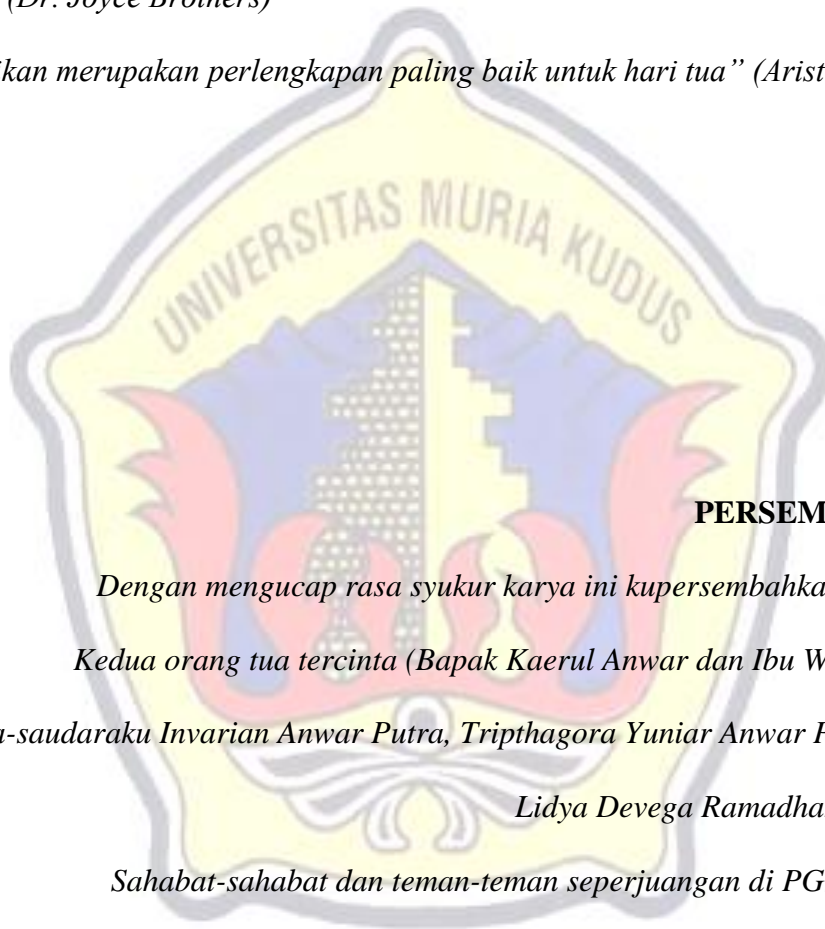 (Dr. Joyce Brothers)
kan merupakan perlengkapan paling baik untuk hari tua” (Arist
UNIVERSITAS MURIA KUDUS
PERSEM
Dengan mengucap rasa syukur karya ini kupersembahka
Kedua orang tua tercinta (Bapak Kaerul Anwar dan Ibu W
-saudaraku Invarian Anwar Putra, Tripthagora Yuniar Anwar
Lidya Devega Ramadha
Sahabat-sahabat dan teman-teman seperjuangan di PG